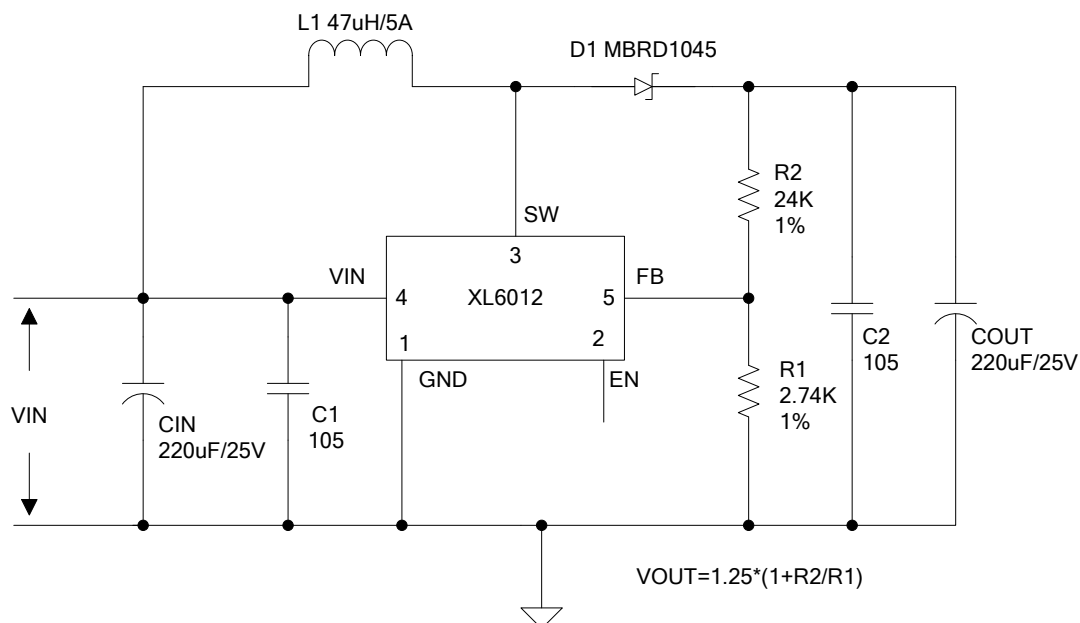 L1 47uH/5A
D1 MBRD1045
R2
24K
1%
SW
3
VIN
FB
4
XL6012
5
1
2
GND
EN
C2
105
COUT
220uF/25V
R1
2.74K
1%
VIN
CIN
220uF/25V
C1
105
VOUT=1.25*(1+R2/R1)